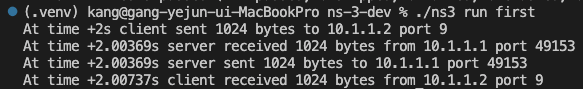 (.venv) kang@gang-yejun-ui-MacBookPro ns-3-dev % ./ns3 run first
At time +2s client sent 1024 bytes to 10.1.1.2 port 9
At time +2.00369s server received 1024 bytes from 10.1.1.1 port 49153
At time +2.00369s server sent 1024 bytes to 10.1.1.1 port 49153
At time +2.00737s client received 1024 bytes from 10.1.1.2 port 9